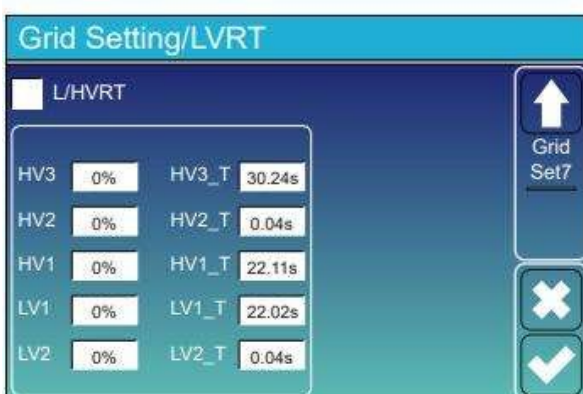 Grid Setting/LVRT
L/HVRT
Grid
Set7
HV3 0% HV3_T 30.24s
HV2 0% HV2_T 0.04s
HV1 0% HV1_T 22.11s
LV1 0% LV1_T 22.02s
LV2 0% LV2_T 0.04s